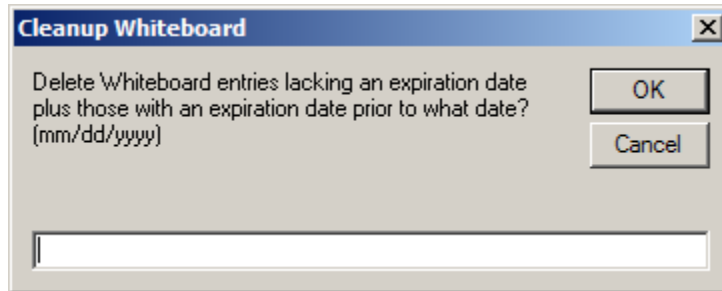 Cleanup Whiteboard
Delete Whiteboard entries lacking an expiration date
plus those with an expiration date prior to what date?
(mm/dd/yyyy)
OK
Cancel